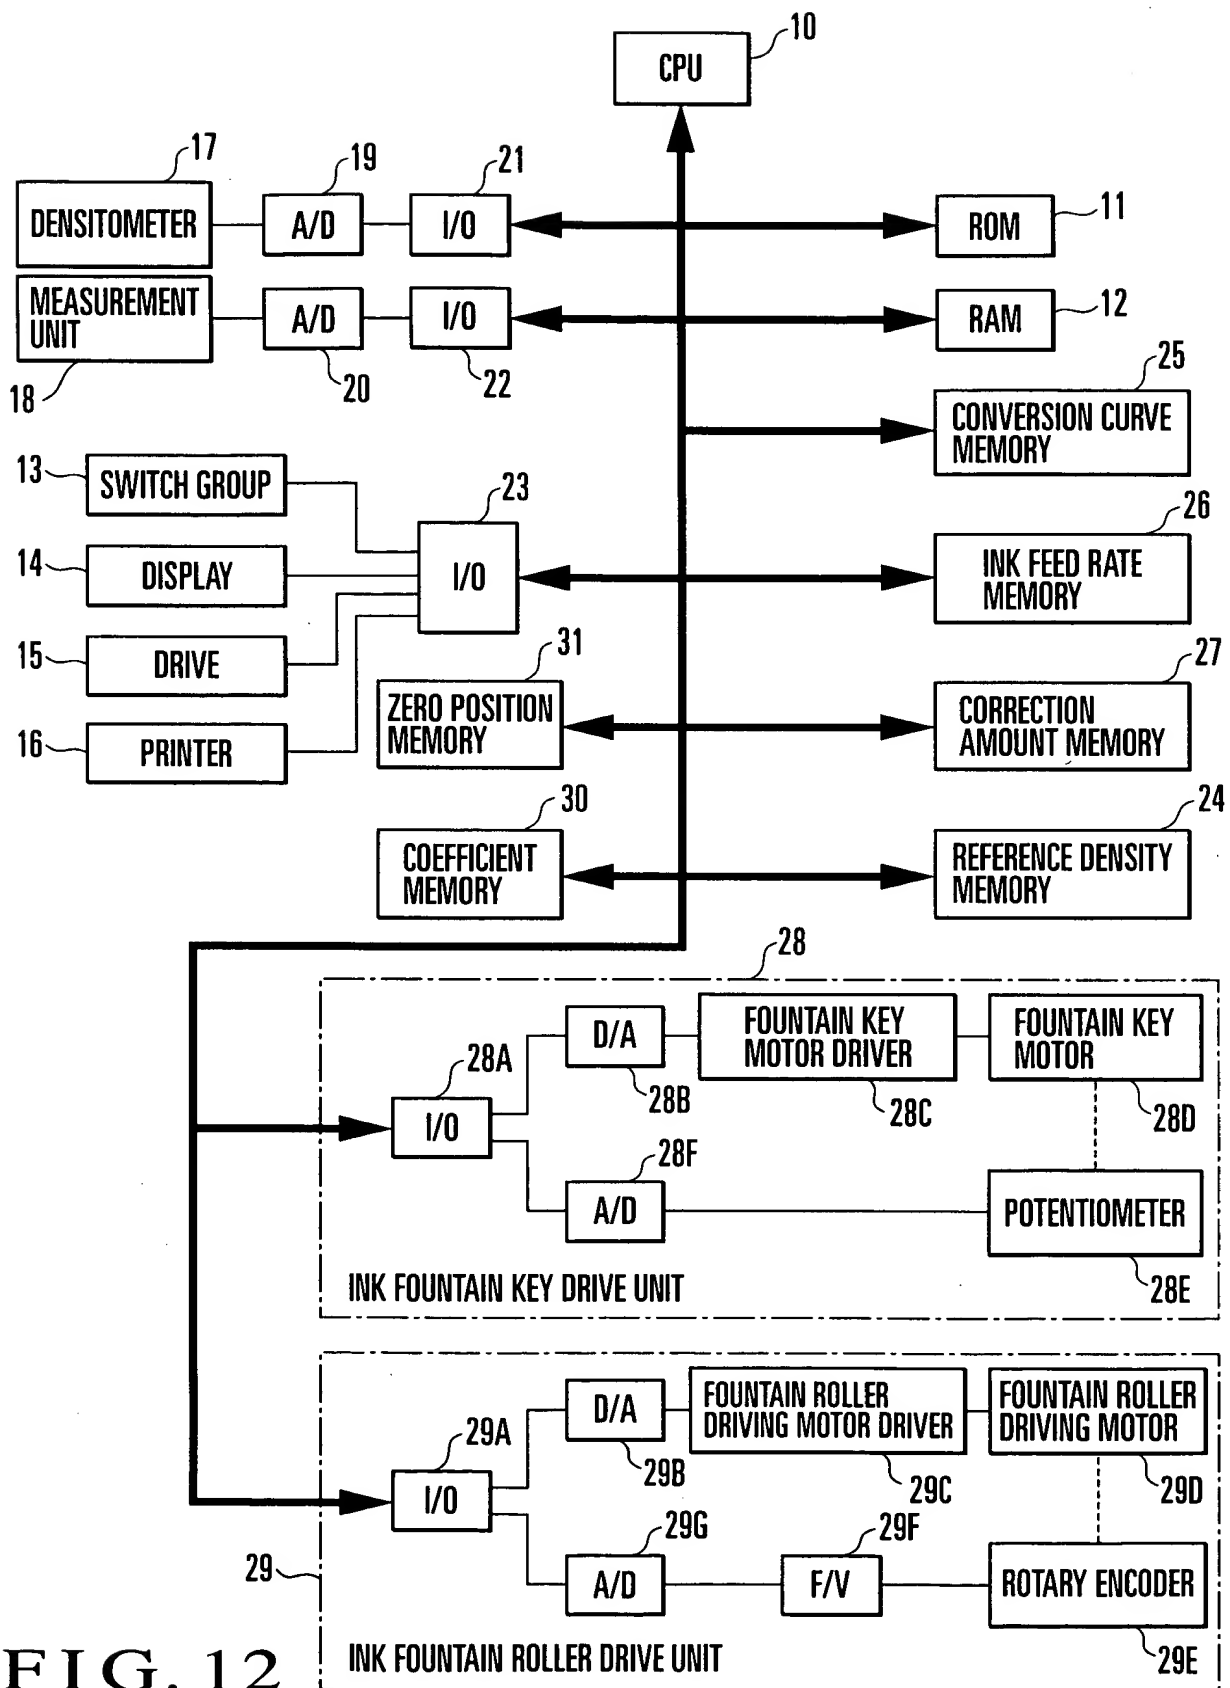 10
CPU
17
19
21
11
DENSITOMETER
A/D
I/O
ROM
MEASUREMENT
UNIT
A/D
I/O
RAM
12
18
20
22
25
CONVERSION CURVE
MEMORY
13
SWITCH GROUP
23
26
14
DISPLAY
I/O
INK FEED RATE
MEMORY
15
DRIVE
31
27
16
PRINTER
ZERO POSITION
MEMORY
CORRECTION
AMOUNT MEMORY
30
24
COEFFICIENT
MEMORY
REFERENCE DENSITY
MEMORY
28
D/A
FOUNTAIN KEY
MOTOR DRIVER
FOUNTAIN KEY
MOTOR
28A
28B
28C
28D
I/O
28F
A/D
POTENTIOMETER
28E
INK FOUNTAIN KEY DRIVE UNIT
D/A
FOUNTAIN ROLLER
DRIVING MOTOR DRIVER
FOUNTAIN ROLLER
DRIVING MOTOR
29A
29B
29C
29D
I/O
29G
29F
29
A/D
F/V
ROTARY ENCODER
29E
INK FOUNTAIN ROLLER DRIVE UNIT
FIG. 12